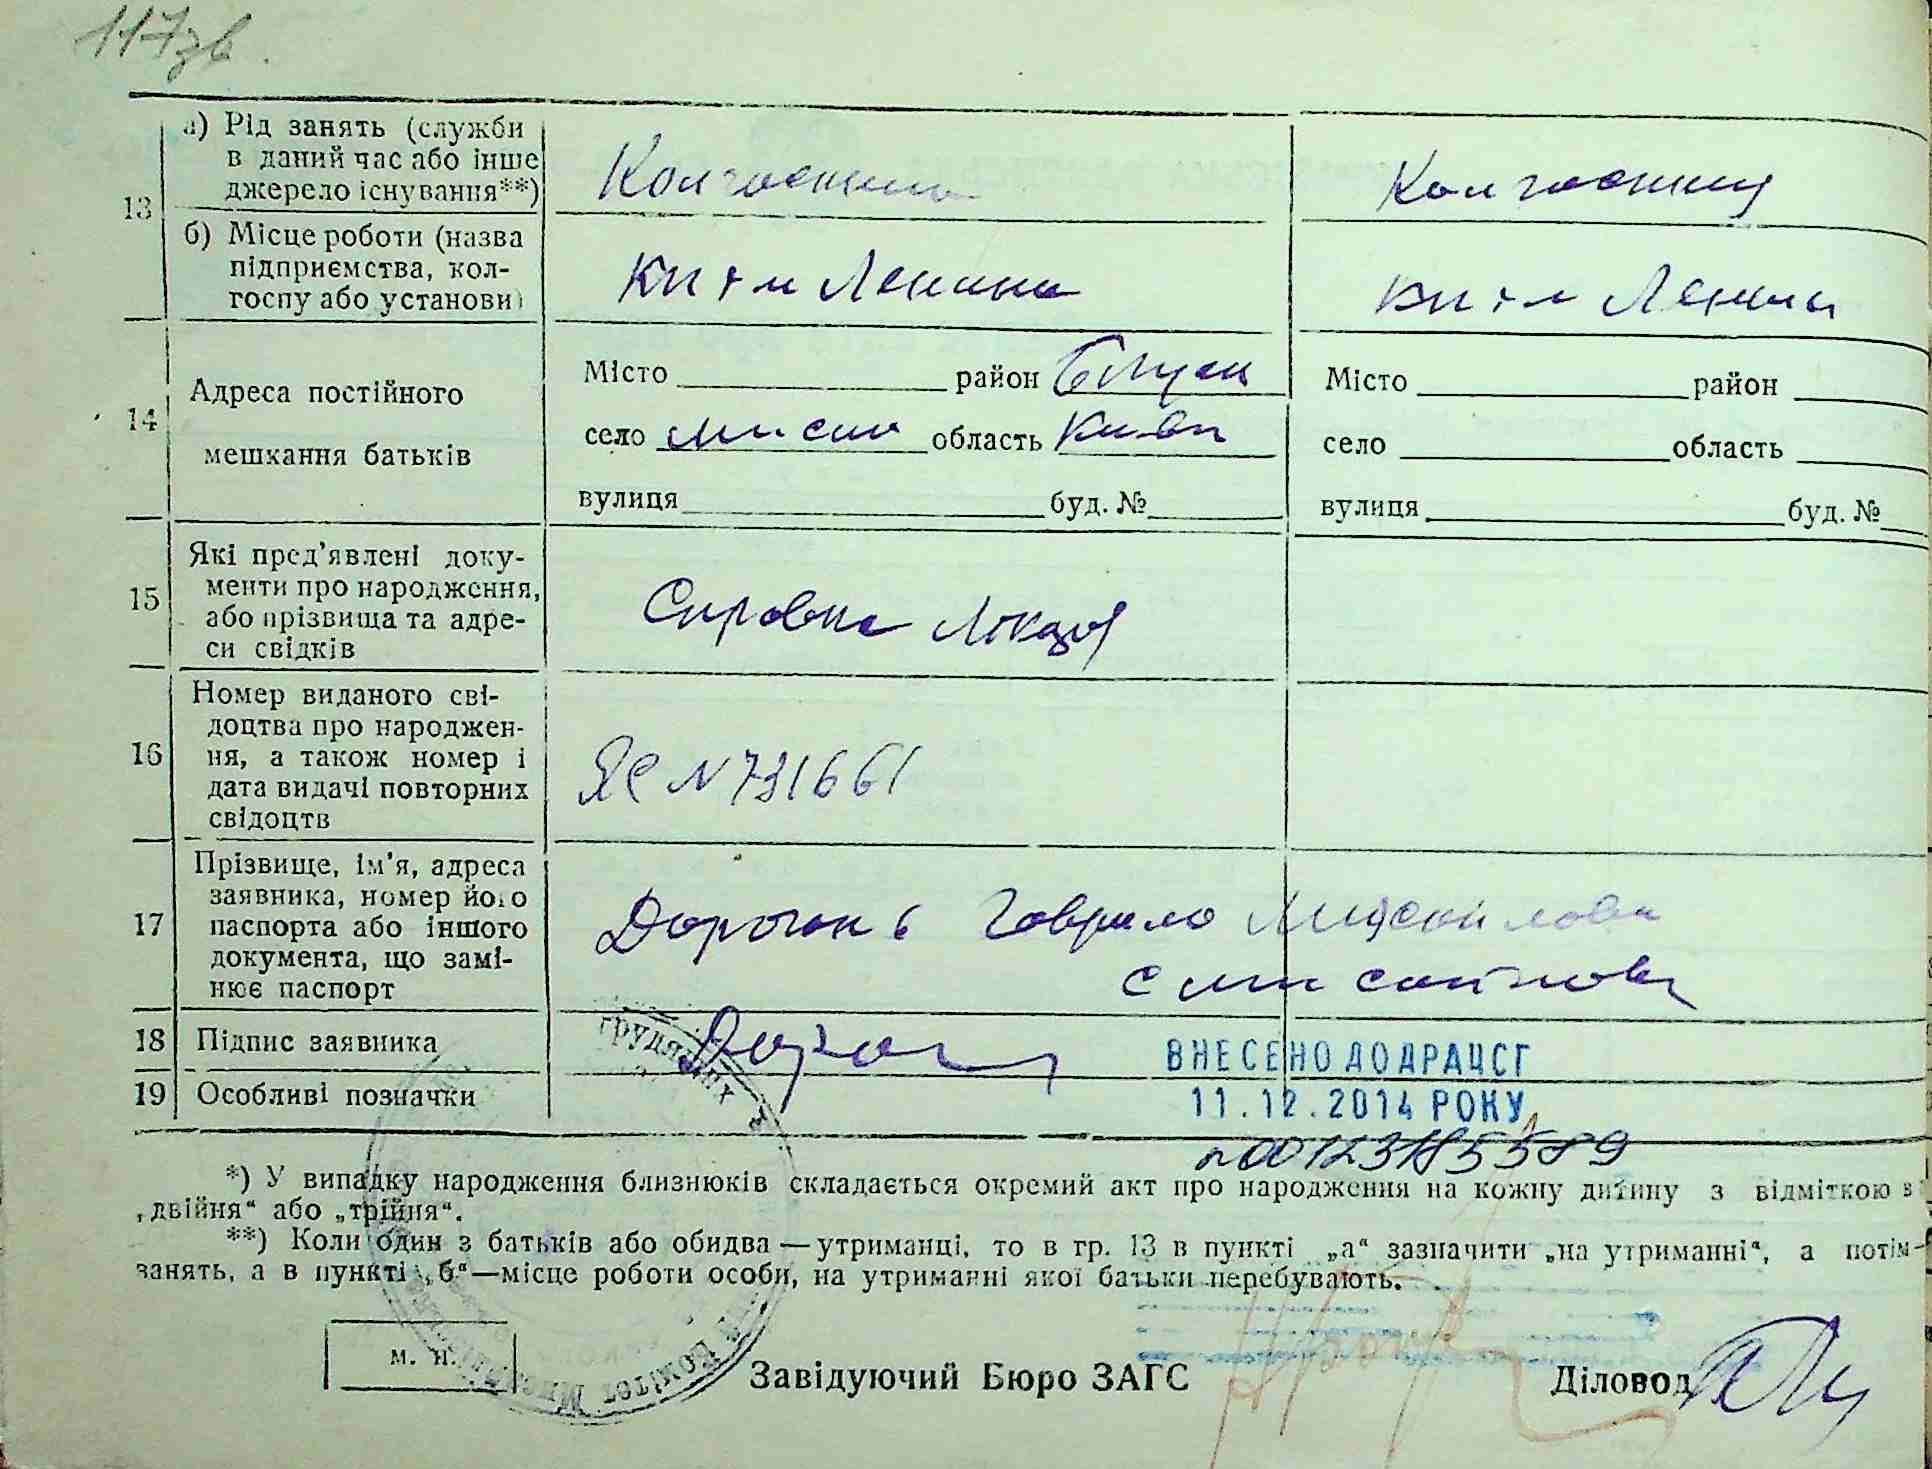 117зв.
13
а) Рід занять (служби
в даний час або інше
джерело існування**)
Колгоспник
Колгоспниця
б) Місце роботи (назва
підприємства, кол-
госпу або установи)
Леніна
Леніна
14
Адреса постійного
мешкання батьків
Місто район
село область Київ
вулиця буд. №
Місто район
село область
вулиця буд. №
15
Які пред’явлені доку-
менти про народження,
або прізвища та адре-
си свідків
Справка
16
Номер виданого сві-
доцтва про народжен-
ня, а також номер і
дата видачі повторних
свідоцтв
ЯС N 731661
17
Прізвище, ім’я, адреса
заявника, номер його
паспорта або іншого
документа, що замі-
нює паспорт
Гаврило
18
Підпис заявника
ВНЕСЕНО ДО ДРАЦСГ
19
Особливі позначки
11.12.2014 РОКУ
*) У випадку народження близнюків складається окремий акт про народження на кожну дитину з відміткою в
„двійня“ або „трійня“.
**) Коли один з батьків або обидва — утриманці, то в гр. 13 в пункті „а“ зазначити „на утриманні“, а потім—
занять, а в пункті „б“—місце роботи особи, на утриманні якої батьки перебувають.
м. п.
Завідуючий Бюро ЗАГС
Діловод